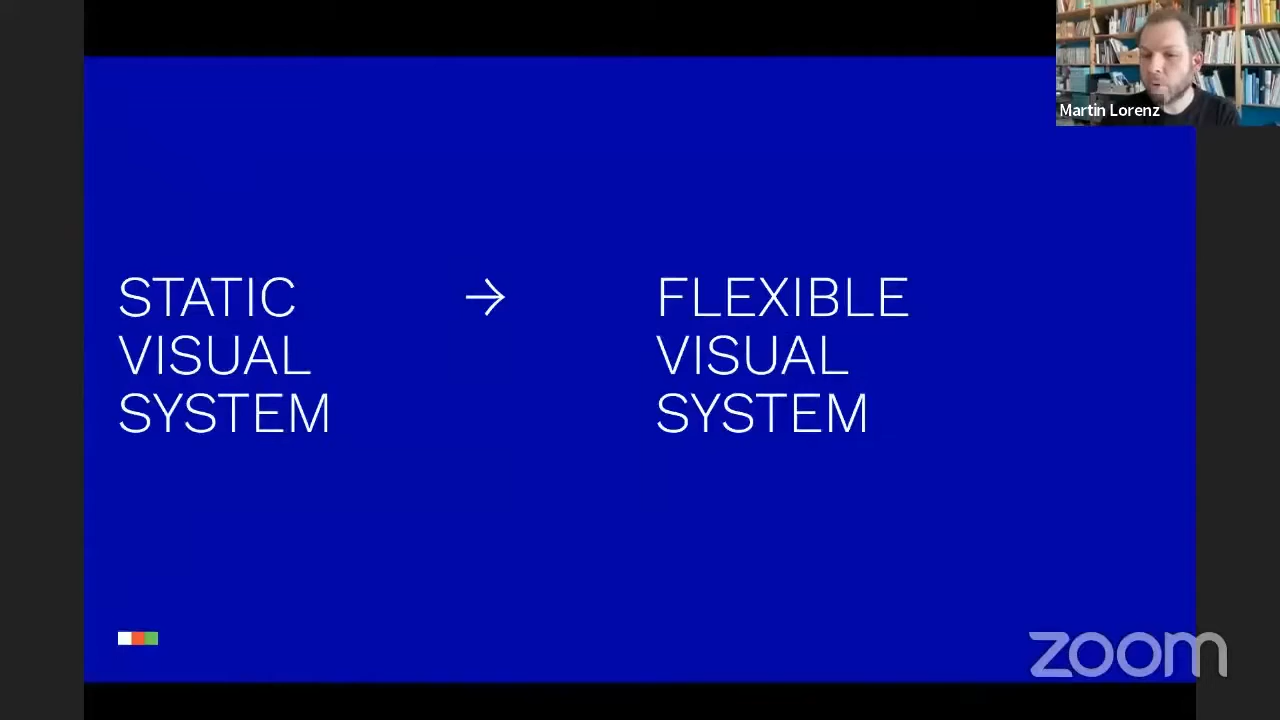 Martin Lorenz
STATIC → FLEXIBLE
VISUAL VISUAL
SYSTEM SYSTEM
zoom